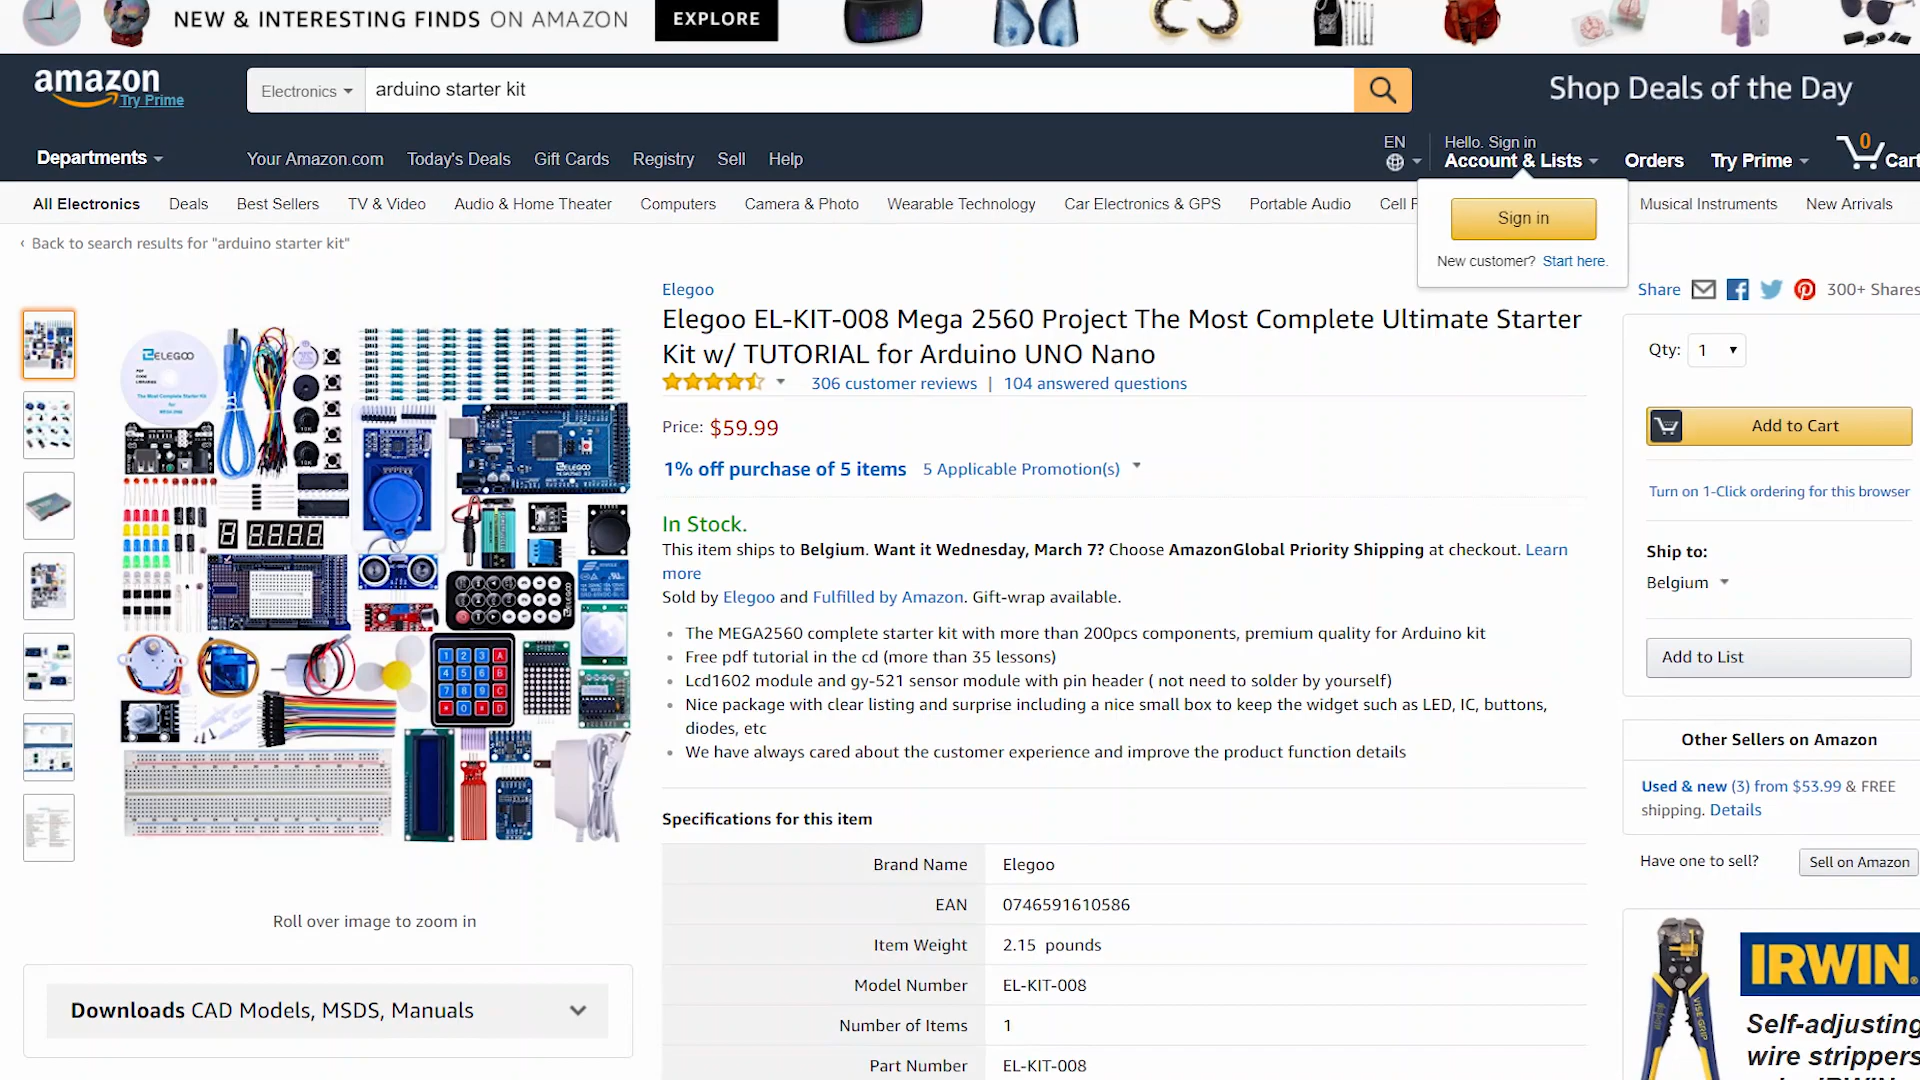 NEW & INTERESTING FINDS ON AMAZON EXPLORE
amazon
Try Prime
Electronics
arduino starter kit
Shop Deals of the Day
Departments
Your Amazon.com Today's Deals Gift Cards Registry Sell Help
EN
Hello. Sign in
Account & Lists
Orders
Try Prime
0
Cart
All Electronics Deals Best Sellers TV & Video Audio & Home Theater Computers Camera & Photo Wearable Technology Car Electronics & GPS Portable Audio Cell Musical Instruments New Arrivals
Sign in
New customer? Start here.
‹ Back to search results for "arduino starter kit"
Elegoo
Elegoo EL-KIT-008 Mega 2560 Project The Most Complete Ultimate Starter
Kit w/ TUTORIAL for Arduino UNO Nano
306 customer reviews | 104 answered questions
Price: $59.99
1% off purchase of 5 items 5 Applicable Promotion(s)
In Stock.
This item ships to Belgium. Want it Wednesday, March 7? Choose AmazonGlobal Priority Shipping at checkout. Learn
more
Sold by Elegoo and Fulfilled by Amazon. Gift-wrap available.
• The MEGA2560 complete starter kit with more than 200pcs components, premium quality for Arduino kit
• Free pdf tutorial in the cd (more than 35 lessons)
• Lcd1602 module and gy-521 sensor module with pin header ( not need to solder by yourself)
• Nice package with clear listing and surprise including a nice small box to keep the widget such as LED, IC, buttons,
diodes, etc
• We have always cared about the customer experience and improve the product function details
Specifications for this item
Brand Name Elegoo
EAN 0746591610586
Item Weight 2.15 pounds
Model Number EL-KIT-008
Number of Items 1
Part Number EL-KIT-008
ELEGOO
Roll over image to zoom in
Downloads CAD Models, MSDS, Manuals
Share
300+ Shares
Qty: 1
Add to Cart
Turn on 1-Click ordering for this browser
Ship to:
Belgium
Add to List
Other Sellers on Amazon
Used & new (3) from $53.99 & FREE
shipping. Details
Have one to sell? Sell on Amazon
IRWIN.
VISE-GRIP
Self-adjusting
wire strippers